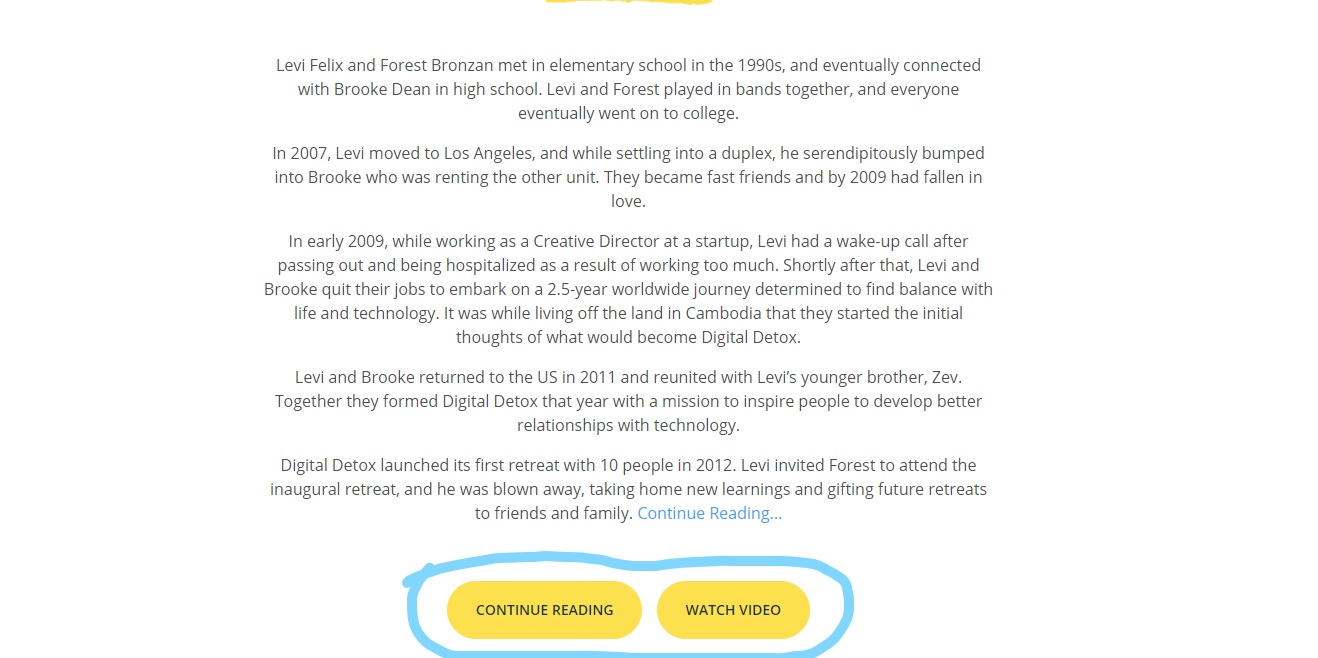 Levi Felix and Forest Bronzan met in elementary school in the 1990s, and eventually connected
with Brooke Dean in high school. Levi and Forest played in bands together, and everyone
eventually went on to college.
In 2007, Levi moved to Los Angeles, and while settling into a duplex, he serendipitously bumped
into Brooke who was renting the other unit. They became fast friends and by 2009 had fallen in
love.
In early 2009, while working as a Creative Director at a startup, Levi had a wake-up call after
passing out and being hospitalized as a result of working too much. Shortly after that, Levi and
Brooke quit their jobs to embark on a 2.5-year worldwide journey determined to find balance with
life and technology. It was while living off the land in Cambodia that they started the initial
thoughts of what would become Digital Detox.
Levi and Brooke returned to the US in 2011 and reunited with Levi’s younger brother, Zev.
Together they formed Digital Detox that year with a mission to inspire people to develop better
relationships with technology.
Digital Detox launched its first retreat with 10 people in 2012. Levi invited Forest to attend the
inaugural retreat, and he was blown away, taking home new learnings and gifting future retreats
to friends and family. Continue Reading...
CONTINUE READING WATCH VIDEO